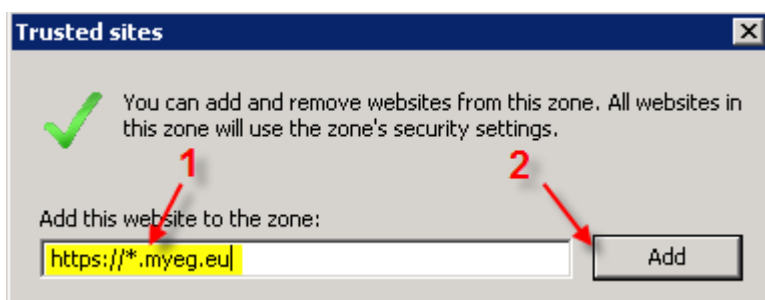 Trusted sites
You can add and remove websites from this zone. All websites in
this zone will use the zone's security settings.
1
2
Add this website to the zone:
https://*.myeg.eu
Add